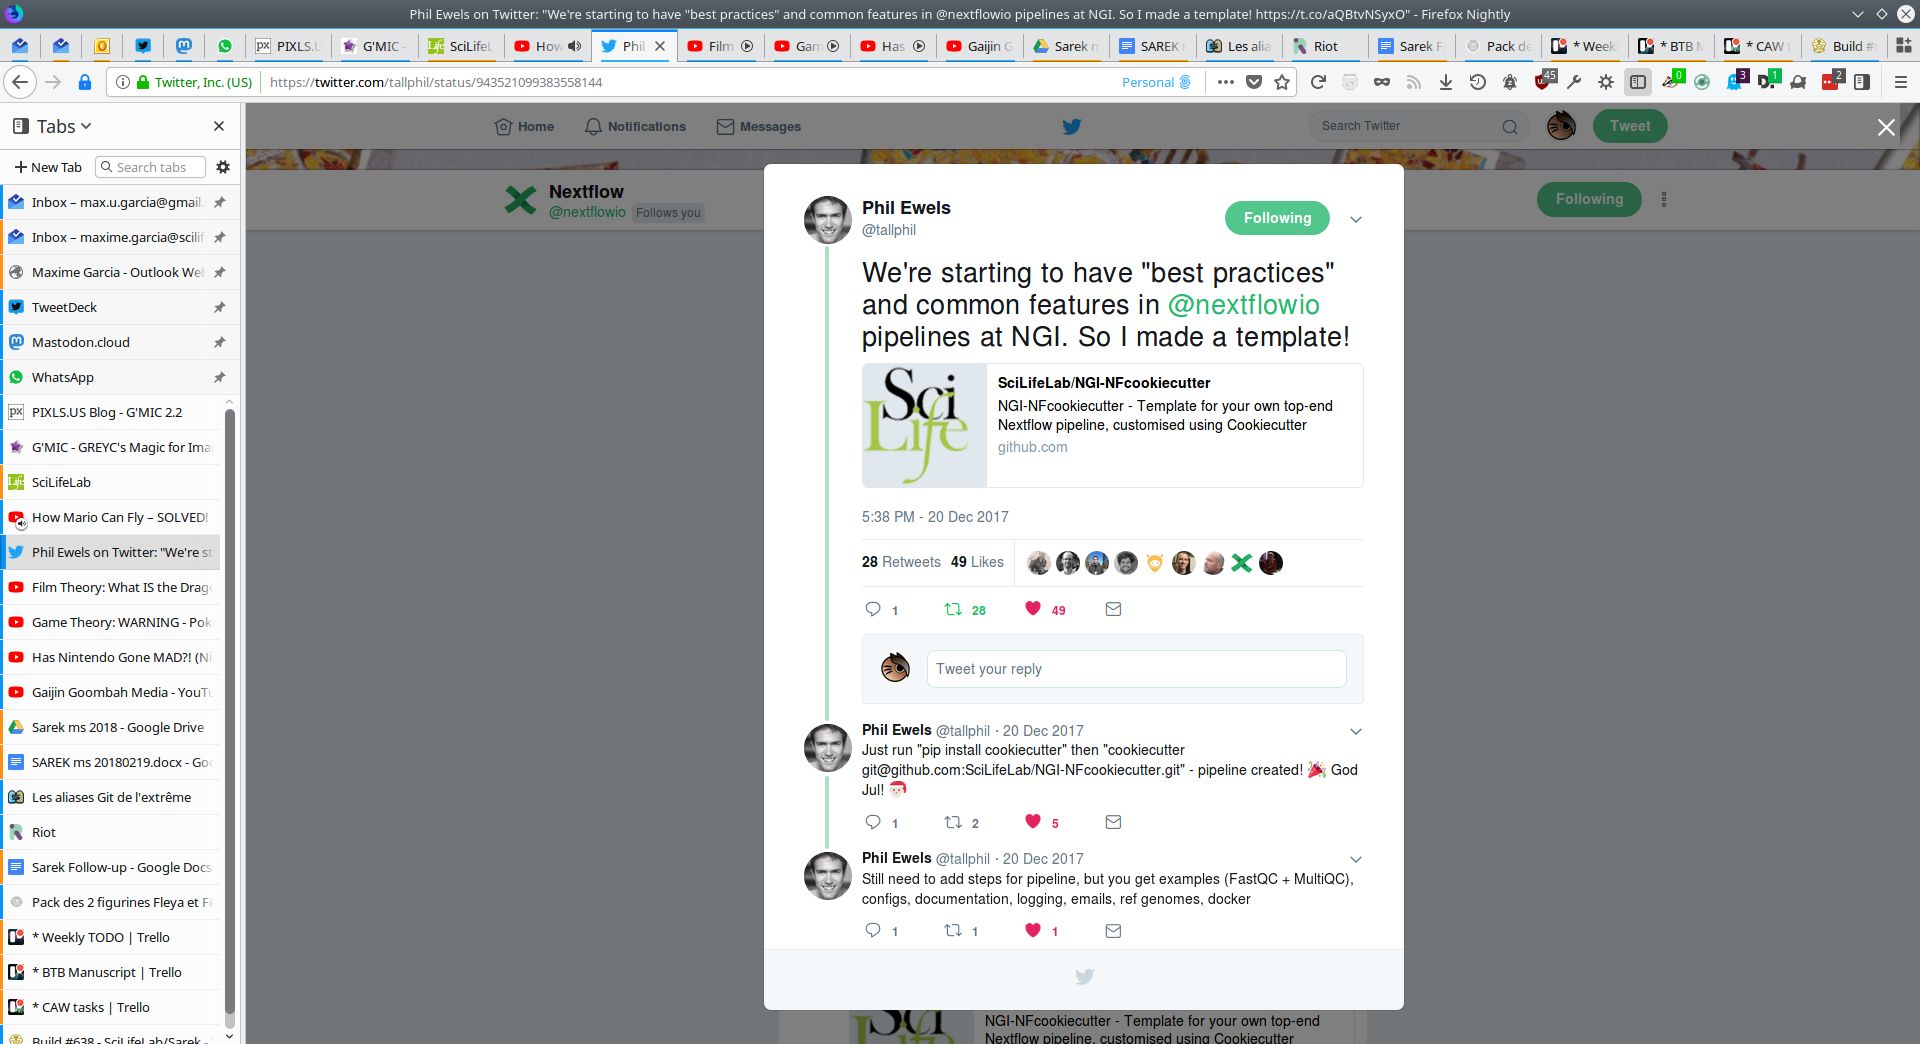 Phil Ewels on Twitter: "We're starting to have "best practices" and common features in @nextflowio pipelines at NGI. So I made a template! https://t.co/aQBtvNSyxO" - Firefox Nightly
PIXLS.U
G'MIC -
SciLifeL
How
Phil
Film
Gam
Has
Gaijin G
Sarek m
SAREK
Les alia
Riot
Sarek F
Pack de
* Week
* BTB M
* CAW t
Build #
Twitter, Inc. (US)
https://twitter.com/tallphil/status/943521099383558144
Personal
45
0
3
1
2
Tabs
New Tab
Search tabs
Inbox – max.u.garcia@gmail.
Inbox – maxime.garcia@scilif
Maxime Garcia - Outlook We
TweetDeck
Mastodon.cloud
WhatsApp
PIXLS.US Blog - G'MIC 2.2
G'MIC - GREYC's Magic for Ima
SciLifeLab
How Mario Can Fly – SOLVED!
Phil Ewels on Twitter: "We're st
Film Theory: What IS the Drag
Game Theory: WARNING - Pok
Has Nintendo Gone MAD?! (Ni
Gaijin Goombah Media - YouTu
Sarek ms 2018 - Google Drive
SAREK ms 20180219.docx - Goo
Les aliases Git de l'extrême
Riot
Sarek Follow-up - Google Docs
Pack des 2 figurines Fleya et Fé
* Weekly TODO | Trello
* BTB Manuscript | Trello
* CAW tasks | Trello
Build #638 - SciLifeLab/Sarek -
Home
Notifications
Messages
Search Twitter
Tweet
Nextflow
@nextflowio
Follows you
Following
Phil Ewels
@tallphil
Following
We're starting to have "best practices"
and common features in @nextflowio
pipelines at NGI. So I made a template!
Sci
Life
SciLifeLab/NGI-NFcookiecutter
NGI-NFcookiecutter - Template for your own top-end
Nextflow pipeline, customised using Cookiecutter
github.com
5:38 PM - 20 Dec 2017
28 Retweets 49 Likes
1 28 49
Tweet your reply
Phil Ewels @tallphil · 20 Dec 2017
Just run "pip install cookiecutter" then "cookiecutter
git@github.com:SciLifeLab/NGI-NFcookiecutter.git" - pipeline created! 🎉 God
Jul! 🎅
1 2 5
Phil Ewels @tallphil · 20 Dec 2017
Still need to add steps for pipeline, but you get examples (FastQC + MultiQC),
configs, documentation, logging, emails, ref genomes, docker
1 1 1
NGI-NFcookiecutter - Template for your own top-end
Nextflow pipeline, customised using Cookiecutter